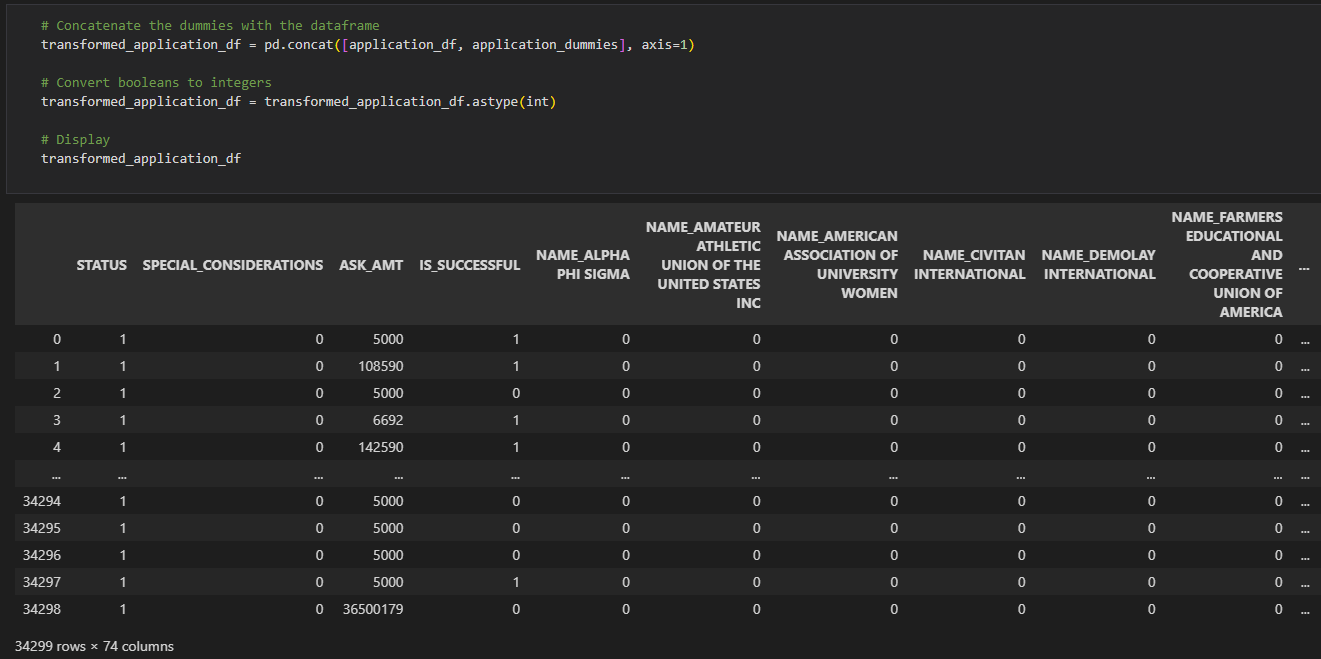 # Concatenate the dummies with the dataframe
transformed_application_df = pd.concat([application_df, application_dummies], axis=1)
# Convert booleans to integers
transformed_application_df = transformed_application_df.astype(int)
# Display
transformed_application_df
STATUS SPECIAL_CONSIDERATIONS ASK_AMT IS_SUCCESSFUL NAME_ALPHA PHI SIGMA NAME_AMATEUR ATHLETIC UNION OF THE UNITED STATES INC NAME_AMERICAN ASSOCIATION OF UNIVERSITY WOMEN NAME_CIVITAN INTERNATIONAL NAME_DEMOLAY INTERNATIONAL NAME_FARMERS EDUCATIONAL AND COOPERATIVE UNION OF AMERICA ...
0 1 0 5000 1 0 0 0 0 0 0 ...
1 1 0 108590 1 0 0 0 0 0 0 ...
2 1 0 5000 0 0 0 0 0 0 0 ...
3 1 0 6692 1 0 0 0 0 0 0 ...
4 1 0 142590 1 0 0 0 0 0 0 ...
... ... ... ... ... ... ... ... ... ... ... ...
34294 1 0 5000 0 0 0 0 0 0 0 ...
34295 1 0 5000 0 0 0 0 0 0 0 ...
34296 1 0 5000 0 0 0 0 0 0 0 ...
34297 1 0 5000 1 0 0 0 0 0 0 ...
34298 1 0 36500179 0 0 0 0 0 0 0 ...
34299 rows × 74 columns